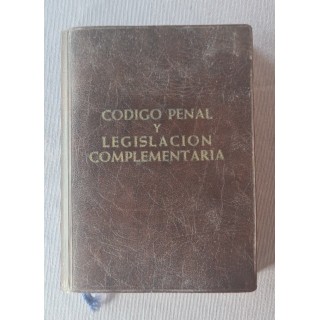 CODIGO PENAL
Y
LEGISLACION
COMPLEMENTARIA